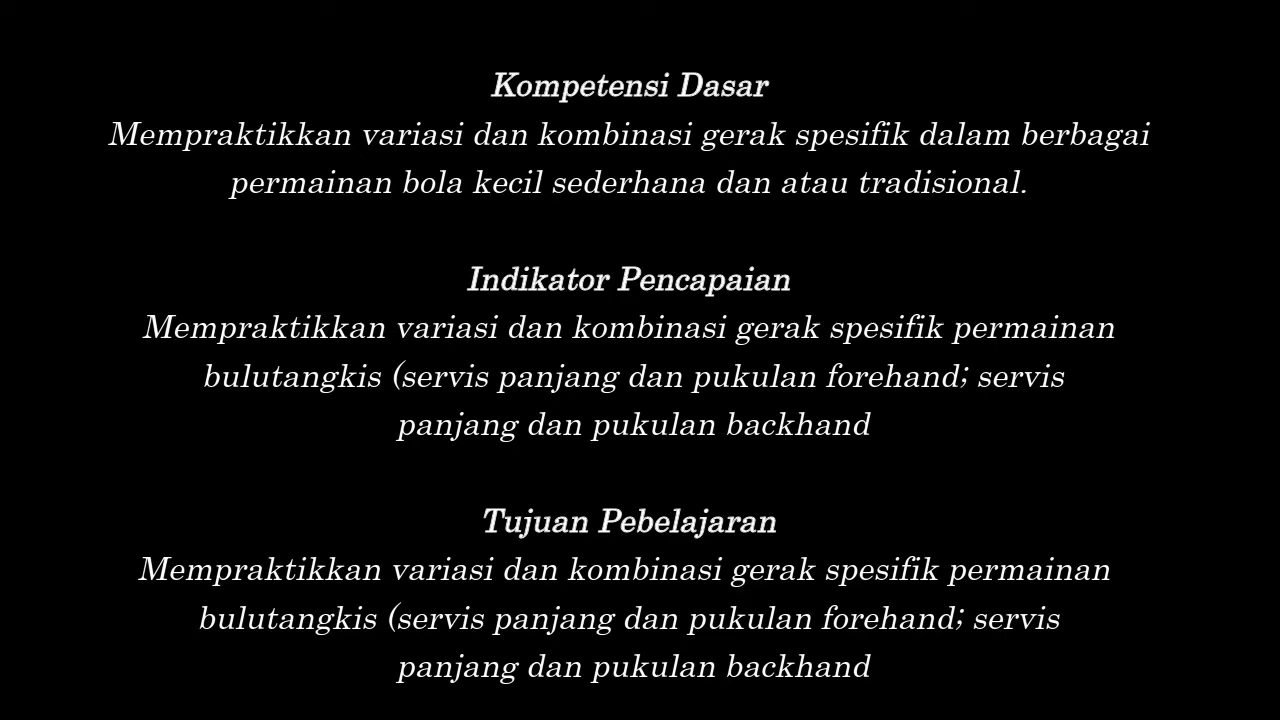 Kompetensi Dasar
Mempraktikkan variasi dan kombinasi gerak spesifik dalam berbagai
permainan bola kecil sederhana dan atau tradisional.
Indikator Pencapaian
Mempraktikkan variasi dan kombinasi gerak spesifik permainan
bulutangkis (servis panjang dan pukulan forehand; servis
panjang dan pukulan backhand
Tujuan Pebelajaran
Mempraktikkan variasi dan kombinasi gerak spesifik permainan
bulutangkis (servis panjang dan pukulan forehand; servis
panjang dan pukulan backhand